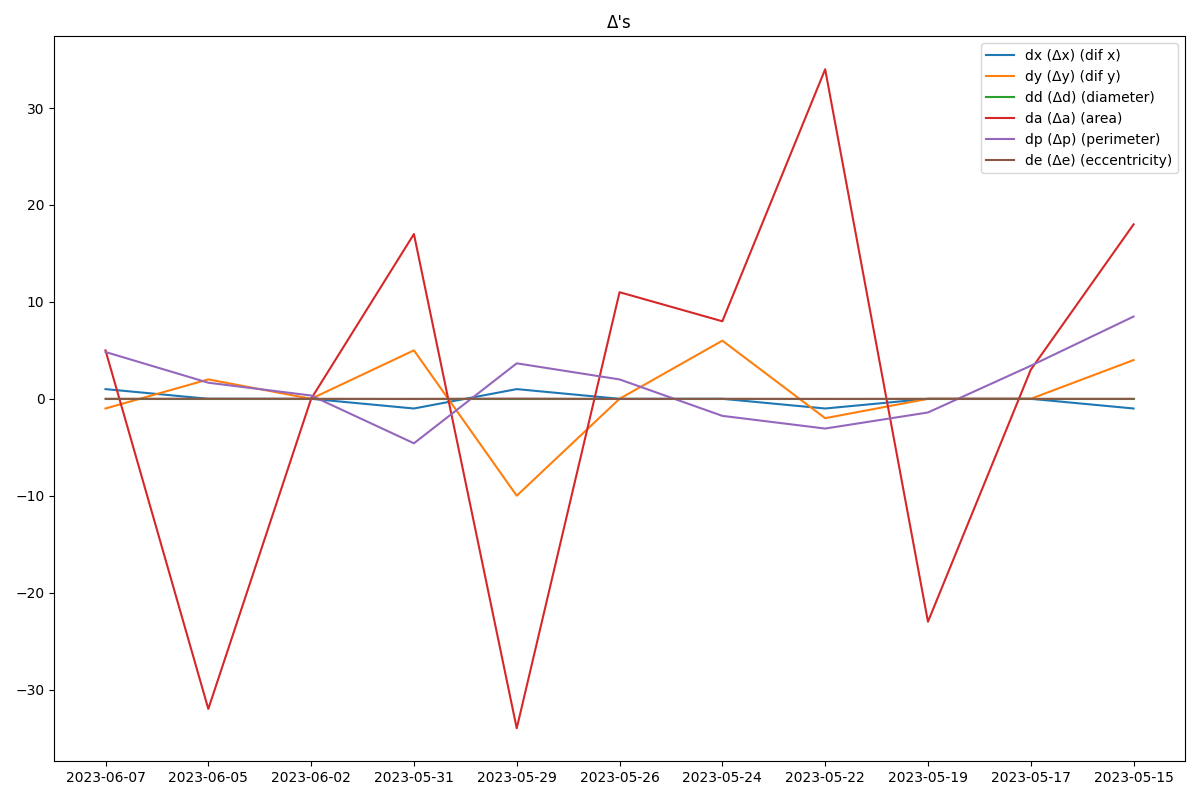 Δ's
dx (Δx) (dif x)
dy (Δy) (dif y)
dd (Δd) (diameter)
da (Δa) (area)
dp (Δp) (perimeter)
de (Δe) (eccentricity)
30
20
10
0
−10
−20
−30
2023-06-07 2023-06-05 2023-06-02 2023-05-31 2023-05-29 2023-05-26 2023-05-24 2023-05-22 2023-05-19 2023-05-17 2023-05-15